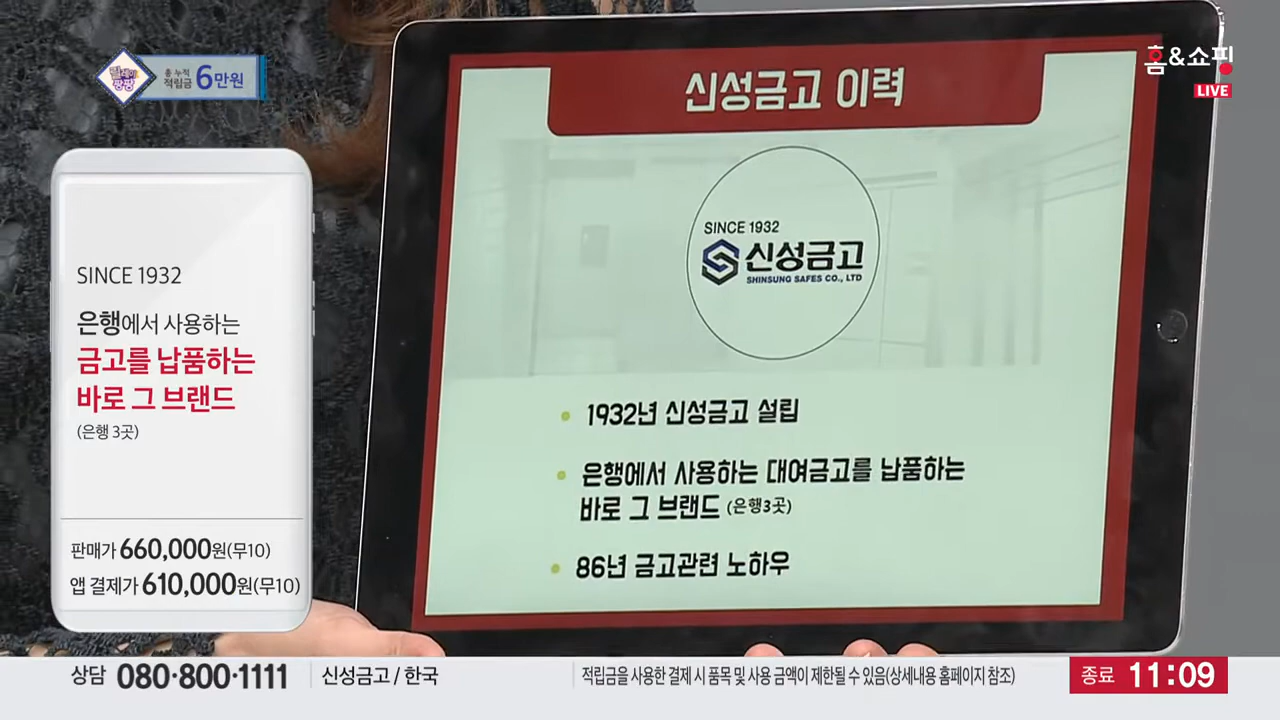 딜레이
팡팡
총 누적
적립금 6만원
홈&쇼핑
LIVE
신성금고 이력
SINCE 1932
신성금고
SHINSUNG SAFES CO., LTD
1932년 신성금고 설립
은행에서 사용하는 대여금고를 납품하는
바로 그 브랜드 (은행3곳)
86년 금고관련 노하우
SINCE 1932
은행에서 사용하는
금고를 납품하는
바로 그 브랜드
(은행 3곳)
판매가 660,000원(무10)
앱 결제가 610,000원(무10)
상담 080·800·1111
신성금고 / 한국
적립금을 사용한 결제 시 품목 및 사용 금액이 제한될 수 있음(상세내용 홈페이지 참조)
종료 11:09